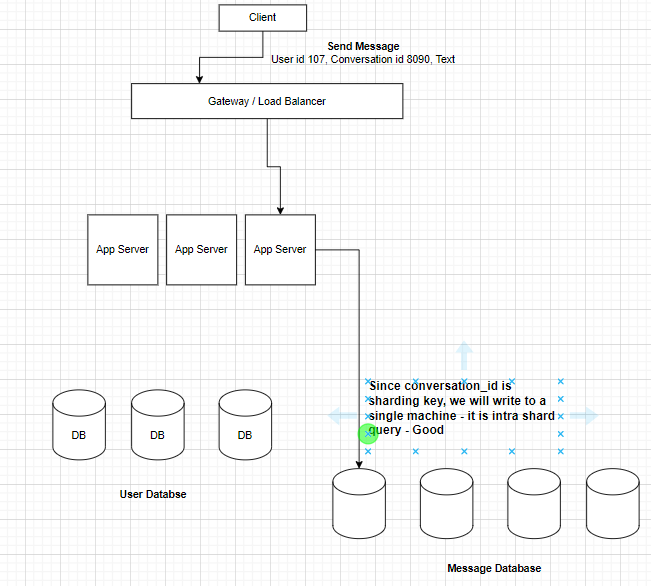 Client
Send Message
User id 107, Conversation id 8090, Text
Gateway / Load Balancer
App Server
App Server
App Server
Since conversation_id is
sharding key, we will write to a
single machine - it is intra shard
query - Good
DB
DB
DB
User Databse
Message Database